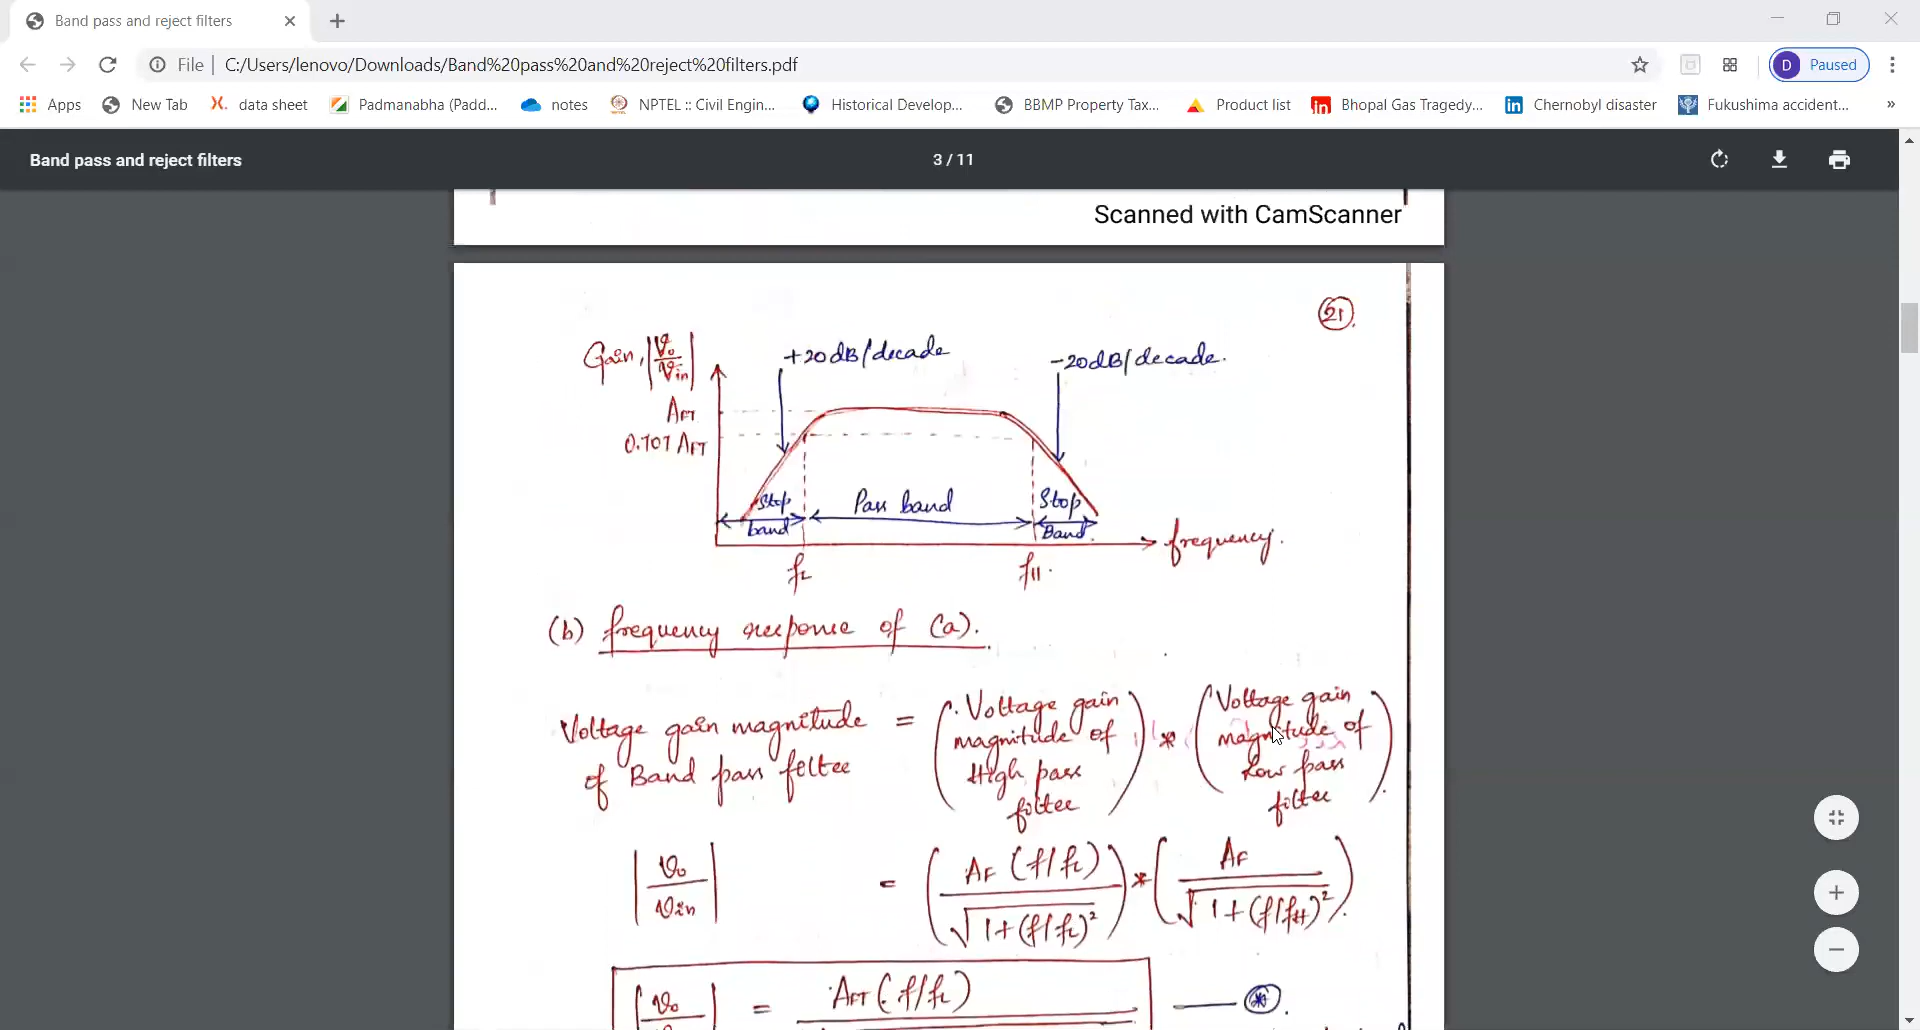 Band pass and reject filters
File | C:/Users/lenovo/Downloads/Band%20pass%20and%20reject%20filters.pdf
D Paused
Apps New Tab X. data sheet Padmanabha (Padd... notes NPTEL :: Civil Engin... Historical Develop... BBMP Property Tax... Product list Bhopal Gas Tragedy... Chernobyl disaster Fukushima accident... »
Band pass and reject filters 3 / 11
Scanned with CamScanner
21
Gain, |Vo/Vin|
+20dB/decade
-20dB/decade.
AFT
0.707 AFT
Stop band
Pass band
Stop Band.
frequency.
fL
fH.
(b) frequency response of (a).
Voltage gain magnitude of Band pass filter = (Voltage gain magnitude of High pass filter) * (Voltage gain magnitude of Low pass filter).
|Vo/Vin| = (AF (f/fL) / √1+(f/fL)²) * (AF / √1+(f/fH)²).
|Vo = AFT (f/fL) — *.